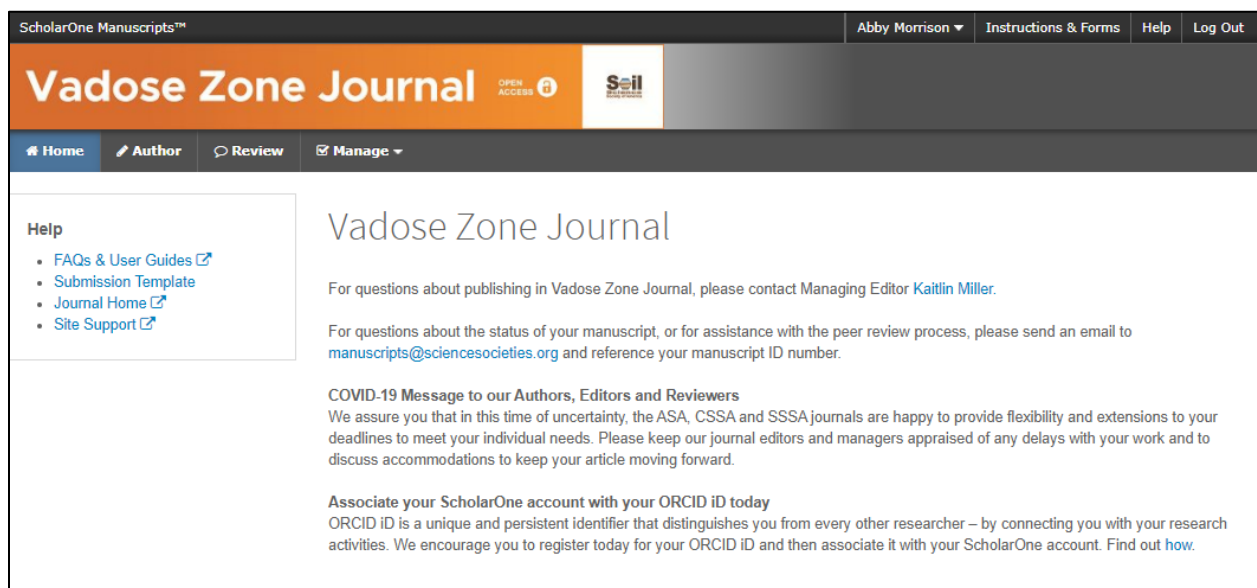 ScholarOne Manuscripts™
Abby Morrison
Instructions & Forms
Help
Log Out
Vadose Zone Journal
OPEN
ACCESS
Soil
Home
Author
Review
Manage
Help
FAQs & User Guides
Submission Template
Journal Home
Site Support
Vadose Zone Journal
For questions about publishing in Vadose Zone Journal, please contact Managing Editor Kaitlin Miller.
For questions about the status of your manuscript, or for assistance with the peer review process, please send an email to
manuscripts@sciencesocieties.org and reference your manuscript ID number.
COVID-19 Message to our Authors, Editors and Reviewers
We assure you that in this time of uncertainty, the ASA, CSSA and SSSA journals are happy to provide flexibility and extensions to your
deadlines to meet your individual needs. Please keep our journal editors and managers appraised of any delays with your work and to
discuss accommodations to keep your article moving forward.
Associate your ScholarOne account with your ORCID iD today
ORCID iD is a unique and persistent identifier that distinguishes you from every other researcher – by connecting you with your research
activities. We encourage you to register today for your ORCID iD and then associate it with your ScholarOne account. Find out how.